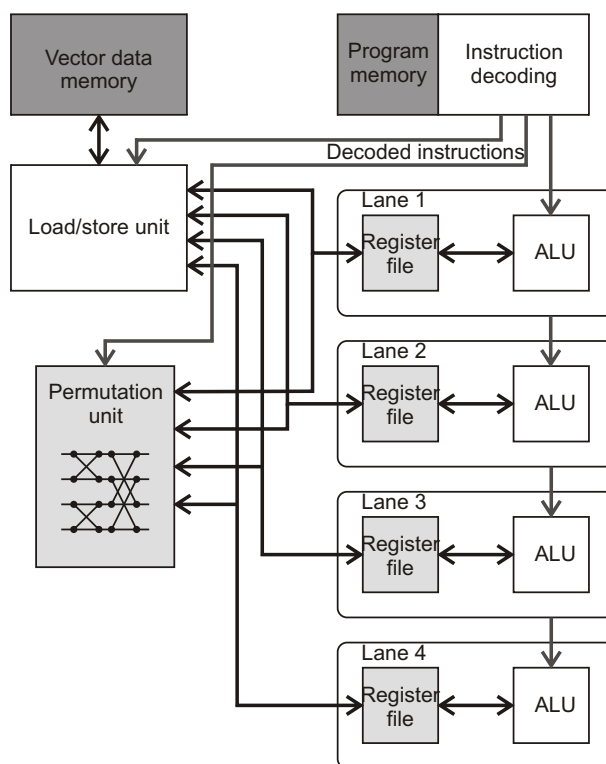 Vector data
memory
Program
memory
Instruction
decoding
Decoded instructions
Load/store unit
Lane 1
Register
file
ALU
Permutation
unit
Lane 2
Register
file
ALU
Lane 3
Register
file
ALU
Lane 4
Register
file
ALU